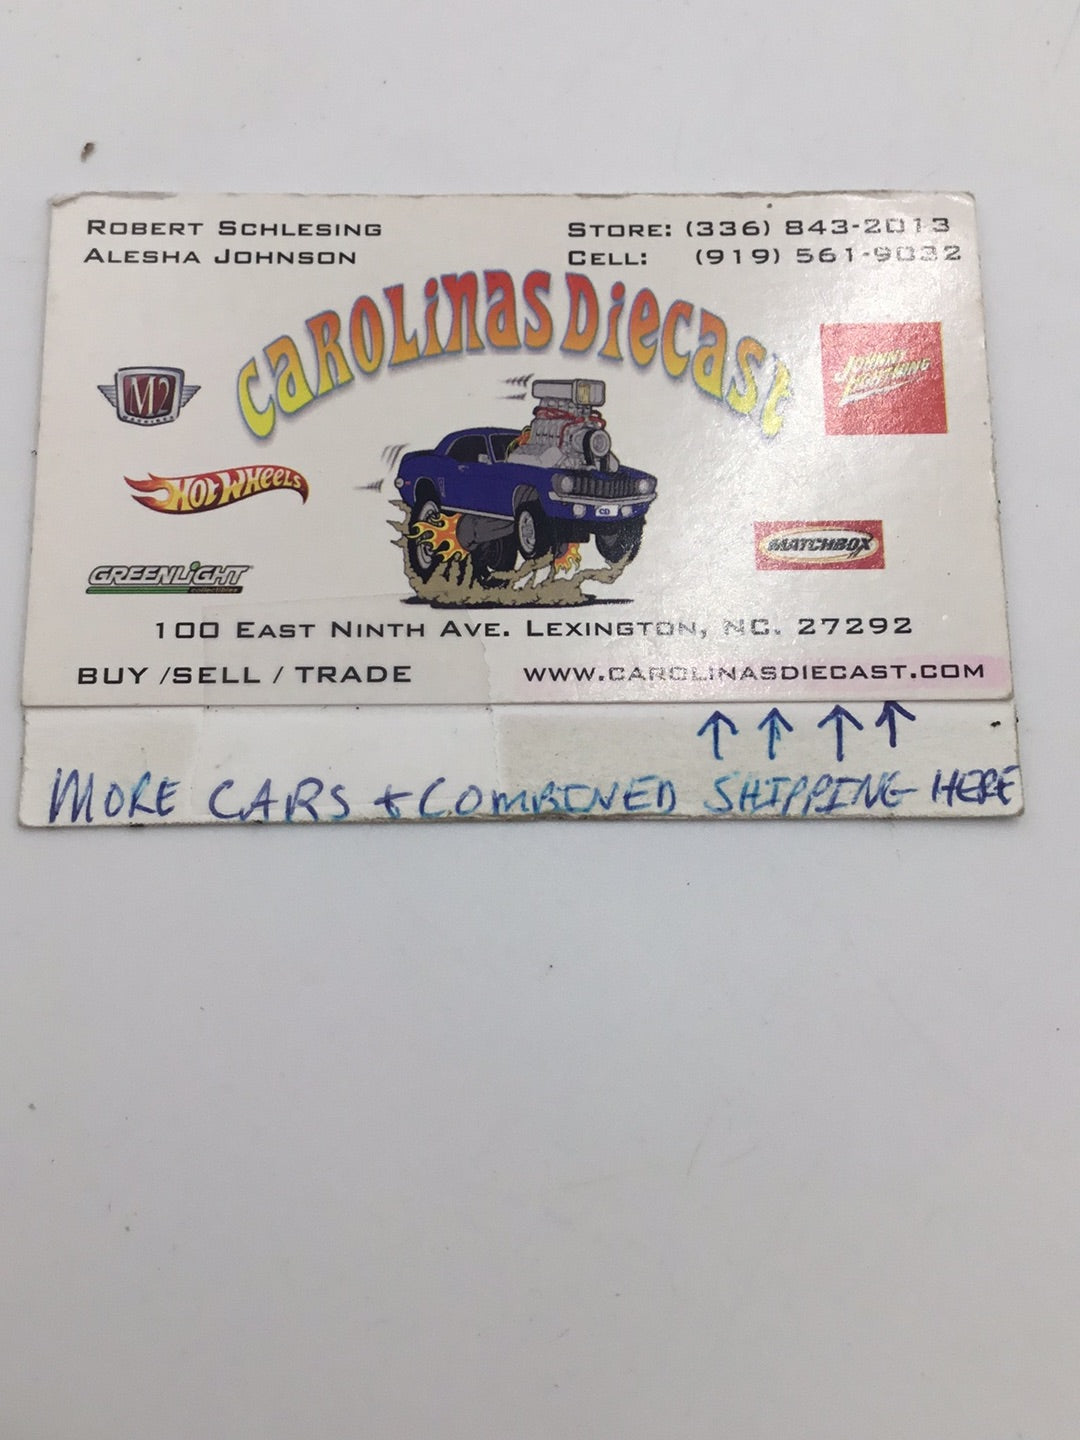 ROBERT SCHLESING
ALESHA JOHNSON
STORE: (336) 843-2013
CELL: (919) 561-9032
CAROLINAS DIECAST
M2
JOHNNY LIGHTNING
HOT WHEELS
CD
MATCHBOX
GREENLIGHT
collectibles
100 EAST NINTH AVE. LEXINGTON, NC. 27292
BUY /SELL / TRADE
WWW.CAROLINASDIECAST.COM
MORE CARS + COMBINED SHIPPING HERE